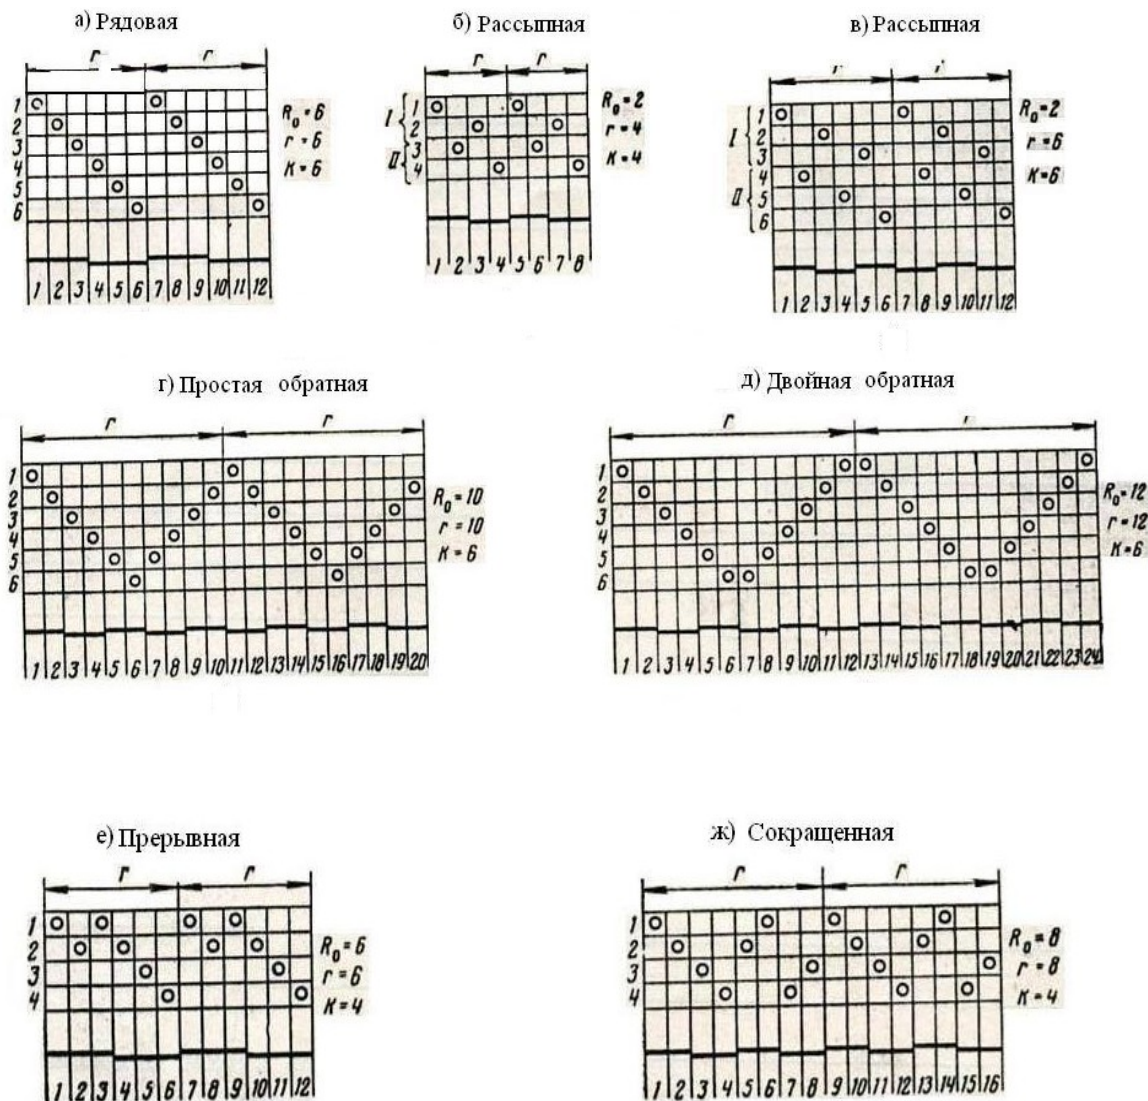 а) Рядовая
r r
1
2
3
4
5
6
R₀=6
r=6
K=6
1 2 3 4 5 6 7 8 9 10 11 12
б) Рассыпная
r r
I
II
1
2
3
4
R₀=2
r=4
K=4
1 2 3 4 5 6 7 8
в) Рассыпная
r r
I
II
1
2
3
4
5
6
R₀=2
r=6
K=6
1 2 3 4 5 6 7 8 9 10 11 12
г) Простая обратная
r r
1
2
3
4
5
6
R₀=10
r=10
K=6
1 2 3 4 5 6 7 8 9 10 11 12 13 14 15 16 17 18 19 20
д) Двойная обратная
r r
1
2
3
4
5
6
R₀=12
r=12
K=6
1 2 3 4 5 6 7 8 9 10 11 12 13 14 15 16 17 18 19 20 21 22 23 24
е) Прерывная
r r
1
2
3
4
R₀=6
r=6
K=4
1 2 3 4 5 6 7 8 9 10 11 12
ж) Сокращенная
r r
1
2
3
4
R₀=8
r=8
K=4
1 2 3 4 5 6 7 8 9 10 11 12 13 14 15 16